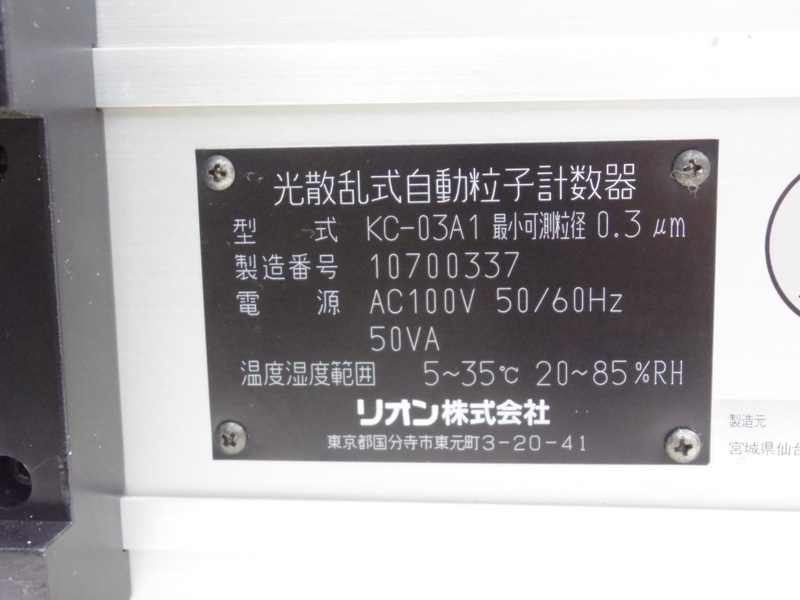 光散乱式自動粒子計数器
型 式 KC-03A1 最小可測粒径 0.3 μm
製造番号 10700337
電 源 AC100V 50/60Hz
50VA
温度湿度範囲 5~35℃ 20~85%RH
リオン株式会社
東京都国分寺市東元町3-20-41
製造元
宮城県仙台